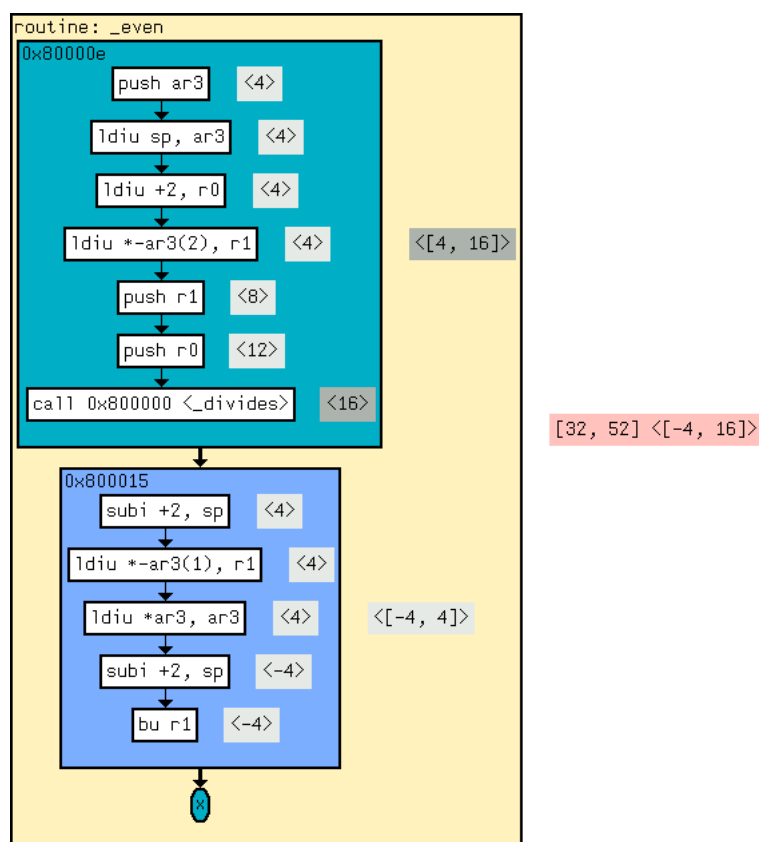 routine: _even
0x80000e
push ar3 <4>
ldiu sp, ar3 <4>
ldiu +2, r0 <4>
ldiu *-ar3(2), r1 <4> <[4, 16]>
push r1 <8>
push r0 <12>
call 0x800000 <_divides> <16>
[32, 52] <[-4, 16]>
0x800015
subi +2, sp <4>
ldiu *-ar3(1), r1 <4>
ldiu *ar3, ar3 <4> <[-4, 4]>
subi +2, sp <-4>
bu r1 <-4>
x